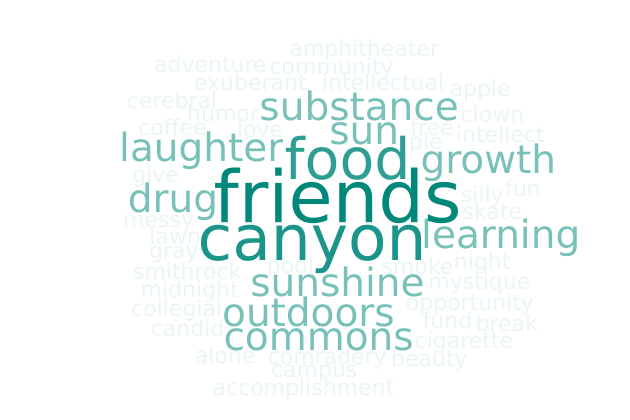 amphitheater
adventure community
exuberant intellectual apple
cerebral substance
humor clown
coffee love sun free intellect
laughter food pie growth
give
drug friends silly fun
messy skate
lawn canyon learning
gray
smithrock pool smoke night
midnight sunshine mystique
collegial outdoors opportunity
candid commons fund break
cigarette
alone comradery beauty
campus
accomplishment